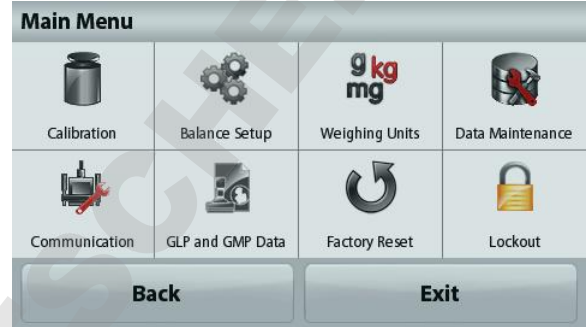 Main Menu
g kg
mg
Calibration Balance Setup Weighing Units Data Maintenance
Communication GLP and GMP Data Factory Reset Lockout
Back Exit